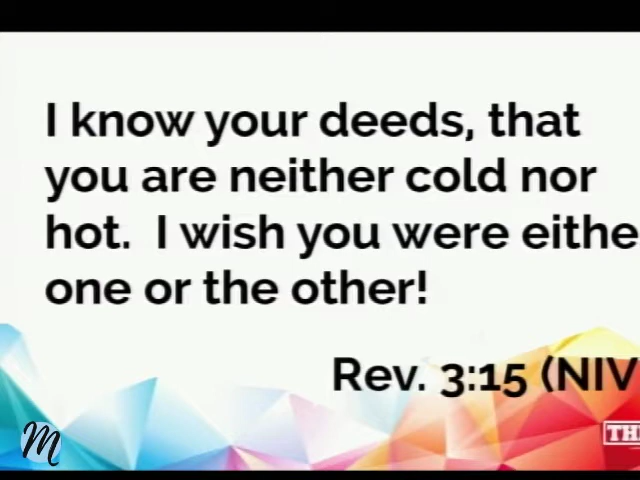 I know your deeds, that
you are neither cold nor
hot. I wish you were eithe
one or the other!
Rev. 3:15 (NIV
M
TH